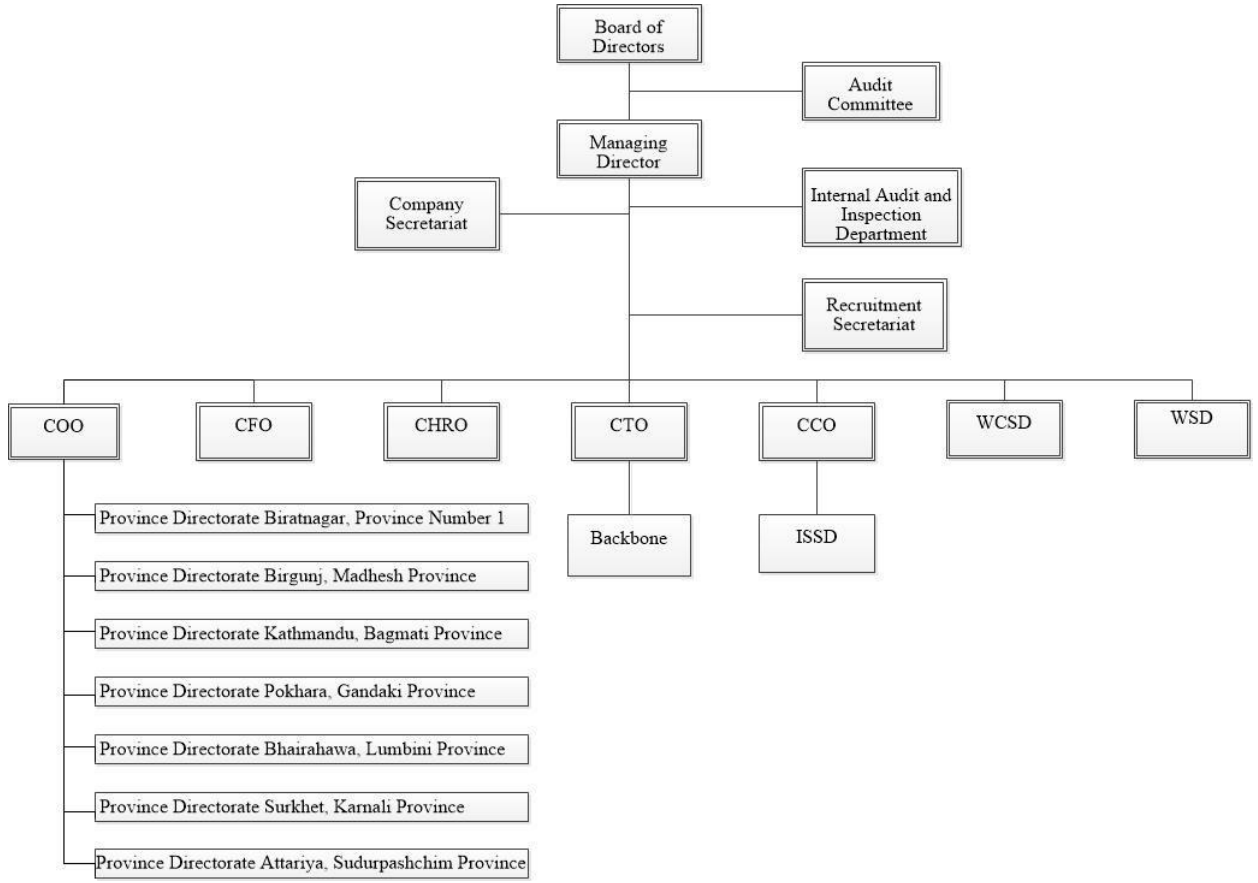 Board of
Directors
Audit
Committee
Managing
Director
Company
Secretariat
Internal Audit and
Inspection
Department
Recruitment
Secretariat
COO
CFO
CHRO
CTO
CCO
WCSD
WSD
Province Directorate Biratnagar, Province Number 1
Backbone
ISSD
Province Directorate Birgunj, Madhesh Province
Province Directorate Kathmandu, Bagmati Province
Province Directorate Pokhara, Gandaki Province
Province Directorate Bhairahawa, Lumbini Province
Province Directorate Surkhet, Karnali Province
Province Directorate Attariya, Sudurpashchim Province